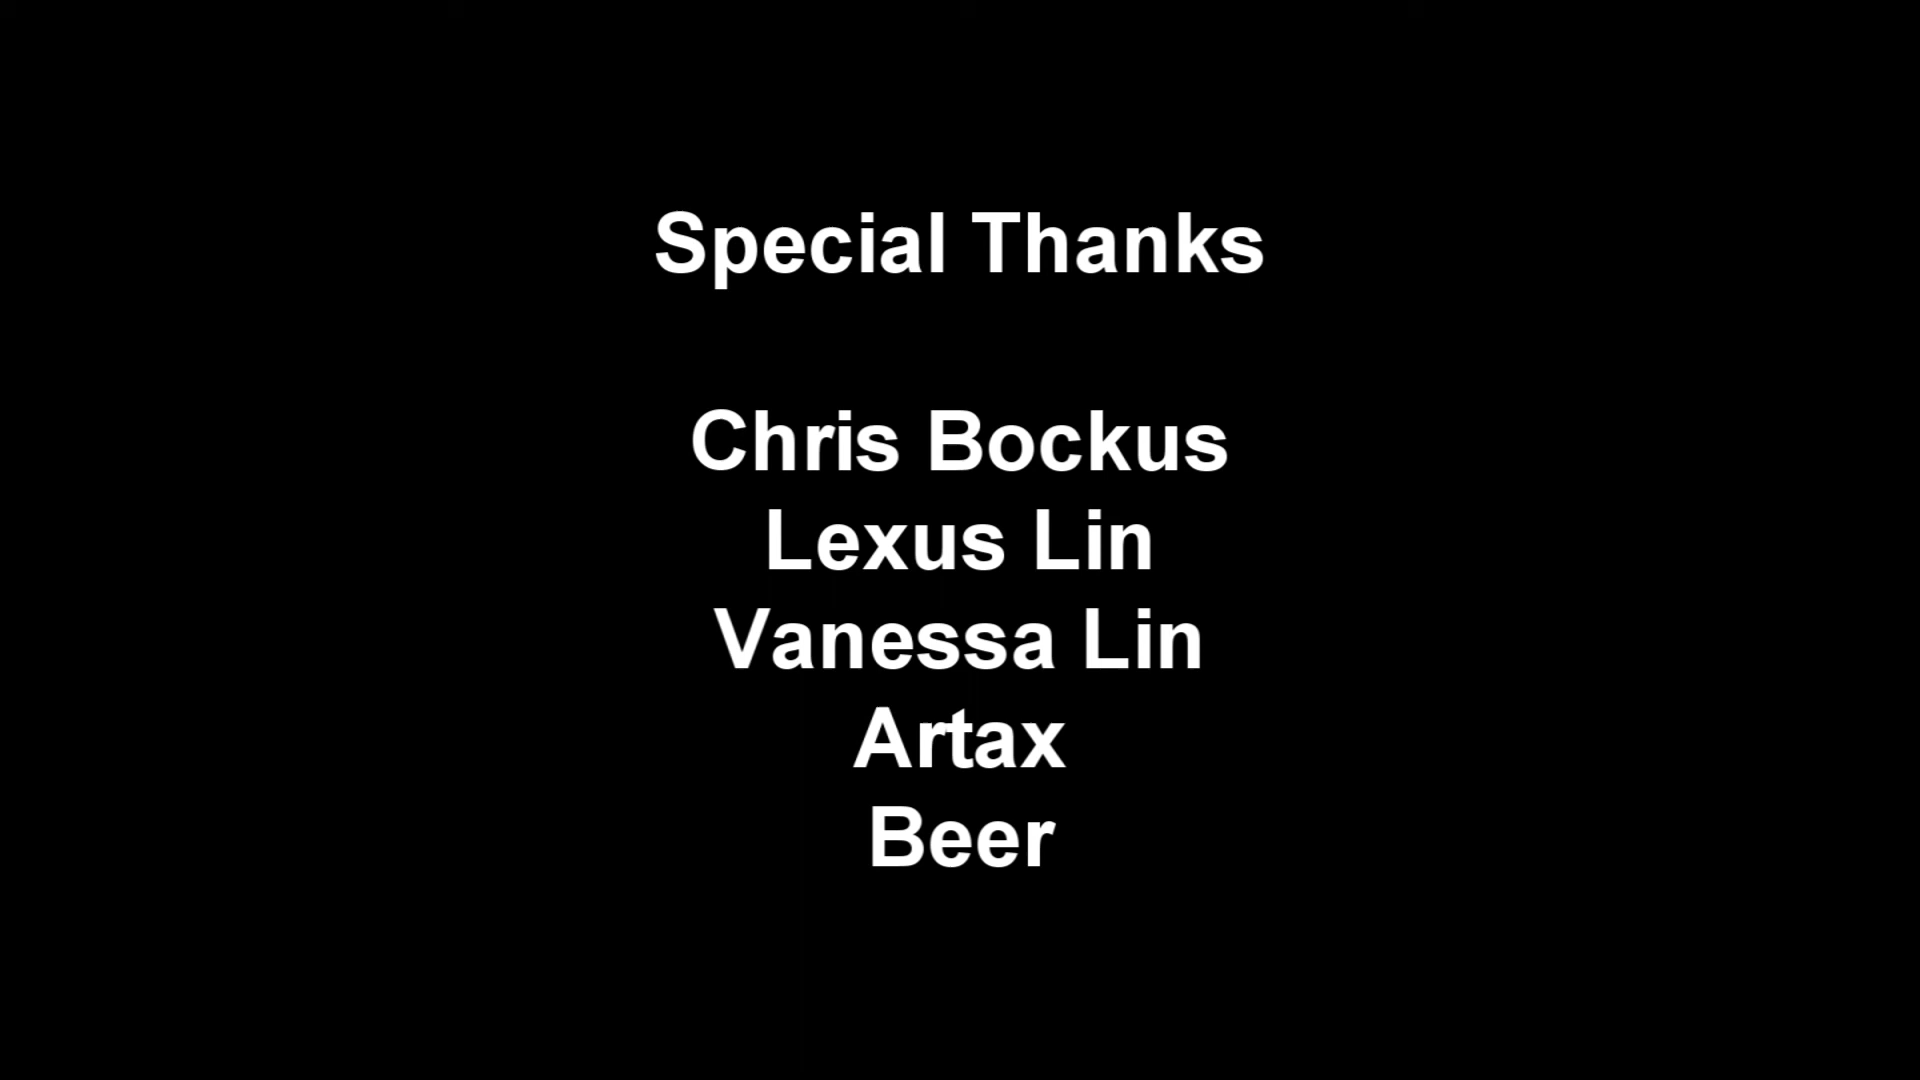 Special Thanks
Chris Bockus
Lexus Lin
Vanessa Lin
Artax
Beer